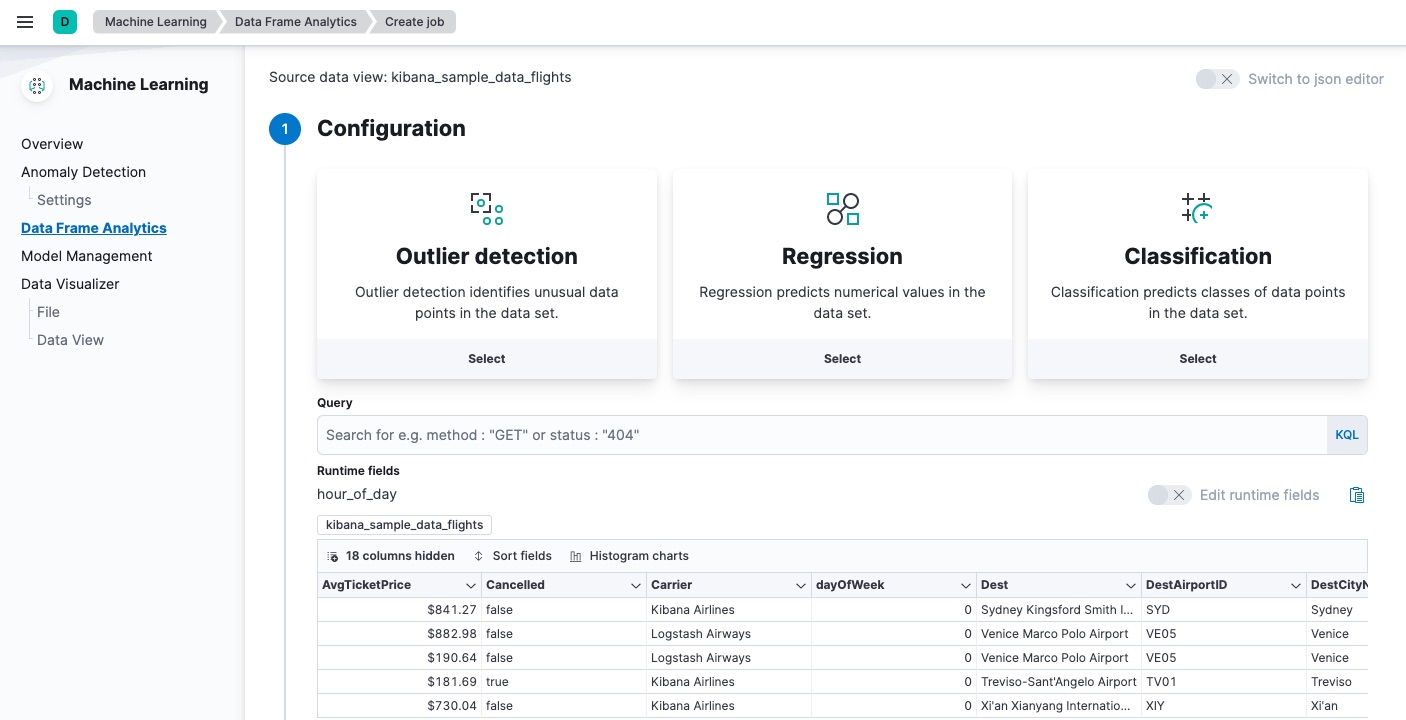 D Machine Learning Data Frame Analytics Create job
Machine Learning
Overview
Anomaly Detection
Settings
Data Frame Analytics
Model Management
Data Visualizer
File
Data View
Source data view: kibana_sample_data_flights
Switch to json editor
1 Configuration
Outlier detection
Outlier detection identifies unusual data
points in the data set.
Select
Regression
Regression predicts numerical values in the
data set.
Select
Classification
Classification predicts classes of data points
in the data set.
Select
Query
Search for e.g. method : "GET" or status : "404" KQL
Runtime fields
hour_of_day
Edit runtime fields
kibana_sample_data_flights
18 columns hidden Sort fields Histogram charts
AvgTicketPrice Cancelled Carrier dayOfWeek Dest DestAirportID DestCityN
$841.27 false Kibana Airlines 0 Sydney Kingsford Smith I... SYD Sydney
$882.98 false Logstash Airways 0 Venice Marco Polo Airport VE05 Venice
$190.64 false Logstash Airways 0 Venice Marco Polo Airport VE05 Venice
$181.69 true Kibana Airlines 0 Treviso-Sant'Angelo Airport TV01 Treviso
$730.04 false Kibana Airlines 0 Xi'an Xianyang Internatio... XIY Xi'an